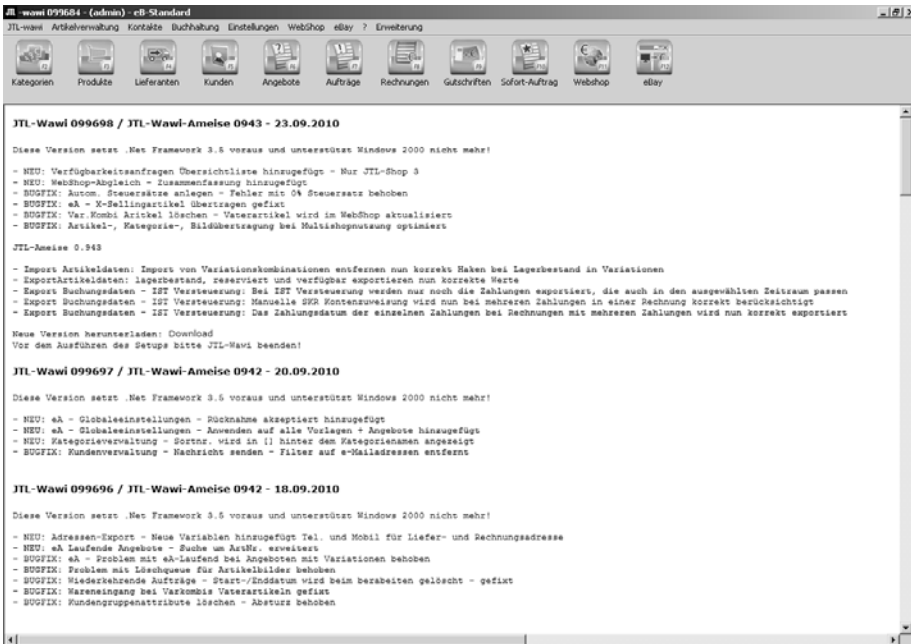 JTL-wawi 099684 - (admin) - eB-Standard
JTL-wawi Artikelverwaltung Kontakte Buchhaltung Einstellungen WebShop eBay ? Erweiterung
F2 F3 F4 F5 F6 F7 F8 F9 F10 F11 F12
Kategorien Produkte Lieferanten Kunden Angebote Aufträge Rechnungen Gutschriften Sofort-Auftrag Webshop eBay
JTL-Wawi 099698 / JTL-Wawi-Ameise 0943 - 23.09.2010
Diese Version setzt .Net Framework 3.5 voraus und unterstützt Windows 2000 nicht mehr!
- NEU: Verfügbarkeitsanfragen Übersichtliste hinzugefügt - Nur JTL-Shop 3
- NEU: WebShop-Abgleich - Zusammenfassung hinzugefügt
- BUGFIX: Autom. Steuersätze anlegen - Fehler mit 0% Steuersatz behoben
- BUGFIX: eA - X-Sellingartikel übertragen gefixt
- BUGFIX: Var.Kombi Aritkel löschen - Vaterartikel wird im WebShop aktualisiert
- BUGFIX: Artikel-, Kategorie-, Bildübertragung bei Multishopnutzung optimiert
JTL-Ameise 0.943
- Import Artikeldaten: Import von Variationskombinationen entfernen nun korrekt Haken bei Lagerbestand in Variationen
- ExportArtikeldaten: lagerbestand, reserviert und verfügbar exportieren nun korrekte Werte
- Export Buchungsdaten - IST Versteuerung: Bei IST Versteuerung werden nur noch die Zahlungen exportiert, die auch in den ausgewählten Zeitraum passen
- Export Buchungsdaten - IST Versteuerung: Manuelle SKR Kontenzuweisung wird nun bei mehreren Zahlungen in einer Rechnung korrekt berücksichtigt
- Export Buchungsdaten - IST Versteuerung: Das Zahlungsdatum der einzelnen Zahlungen bei Rechnungen mit mehreren Zahlungen wird nun korrekt exportiert
Neue Version herunterladen: Download
Vor dem Ausführen des Setups bitte JTL-Wawi beenden!
JTL-Wawi 099697 / JTL-Wawi-Ameise 0942 - 20.09.2010
Diese Version setzt .Net Framework 3.5 voraus und unterstützt Windows 2000 nicht mehr!
- NEU: eA - Globaleeinstellungen - Rücknahme akzeptiert hinzugefügt
- NEU: eA - Globaleeinstellungen - Anwenden auf alle Vorlagen + Angebote hinzugefügt
- NEU: Kategorieverwaltung - Sortnr. wird in [] hinter dem Kategorienamen angezeigt
- BUGFIX: Kundenverwaltung - Nachricht senden - Filter auf e-Mailadressen entfernt
JTL-Wawi 099696 / JTL-Wawi-Ameise 0942 - 18.09.2010
Diese Version setzt .Net Framework 3.5 voraus und unterstützt Windows 2000 nicht mehr!
- NEU: Adressen-Export - Neue Variablen hinzugefügt Tel. und Mobil für Liefer- und Rechnungsadresse
- NEU: eA Laufende Angebote - Suche um ArtNr. erweitert
- BUGFIX: eA - Problem mit eA-Laufend bei Angeboten mit Variationen behoben
- BUGFIX: Problem mit Löschqueue für Artikelbilder behoben
- BUGFIX: Wiederkehrende Aufträge - Start-/Enddatum wird beim berabeiten gelöscht - gefixt
- BUGFIX: Wareneingang bei Varkombis Vaterartikeln gefixt
- BUGFIX: Kundengruppenattribute löschen - Absturz behoben